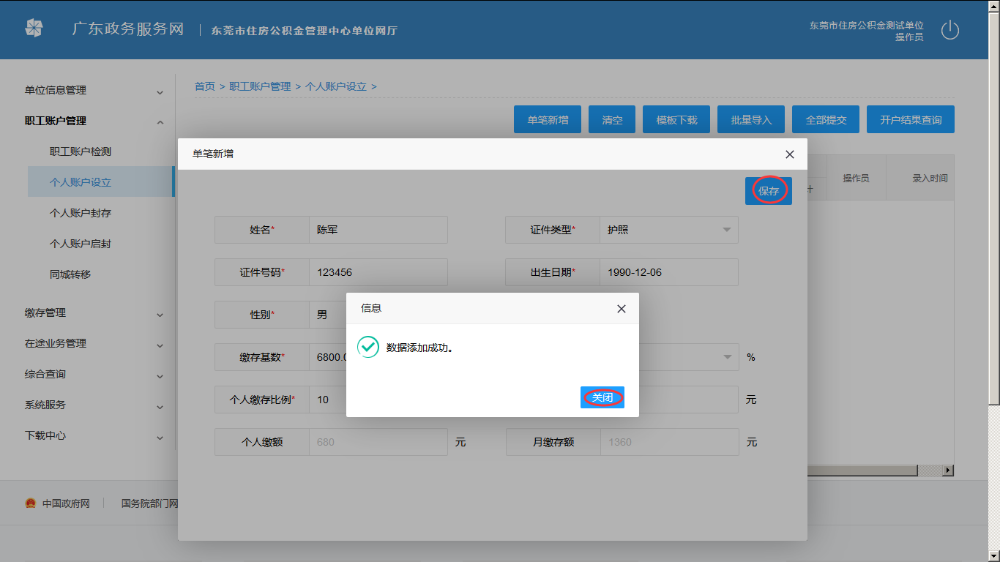 广东政务服务网
东莞市住房公积金管理中心单位网厅
东莞市住房公积金测试单位
操作员
单位信息管理
职工账户管理
职工账户检测
个人账户设立
个人账户封存
个人账户启封
同城转移
缴存管理
在途业务管理
综合查询
系统服务
下载中心
首页 > 职工账户管理 > 个人账户设立 >
单笔新增 清空 模板下载 批量导入 全部提交 开户结果查询
计 操作员 录入时间
单笔新增
保存
姓名* 陈军 证件类型* 护照
证件号码* 123456 出生日期* 1990-12-06
性别* 男
缴存基数* 6800.0 %
个人缴存比例* 10 元
个人缴额 680 元 月缴存额 1360 元
信息
数据添加成功。
关闭
中国政府网 国务院部门网